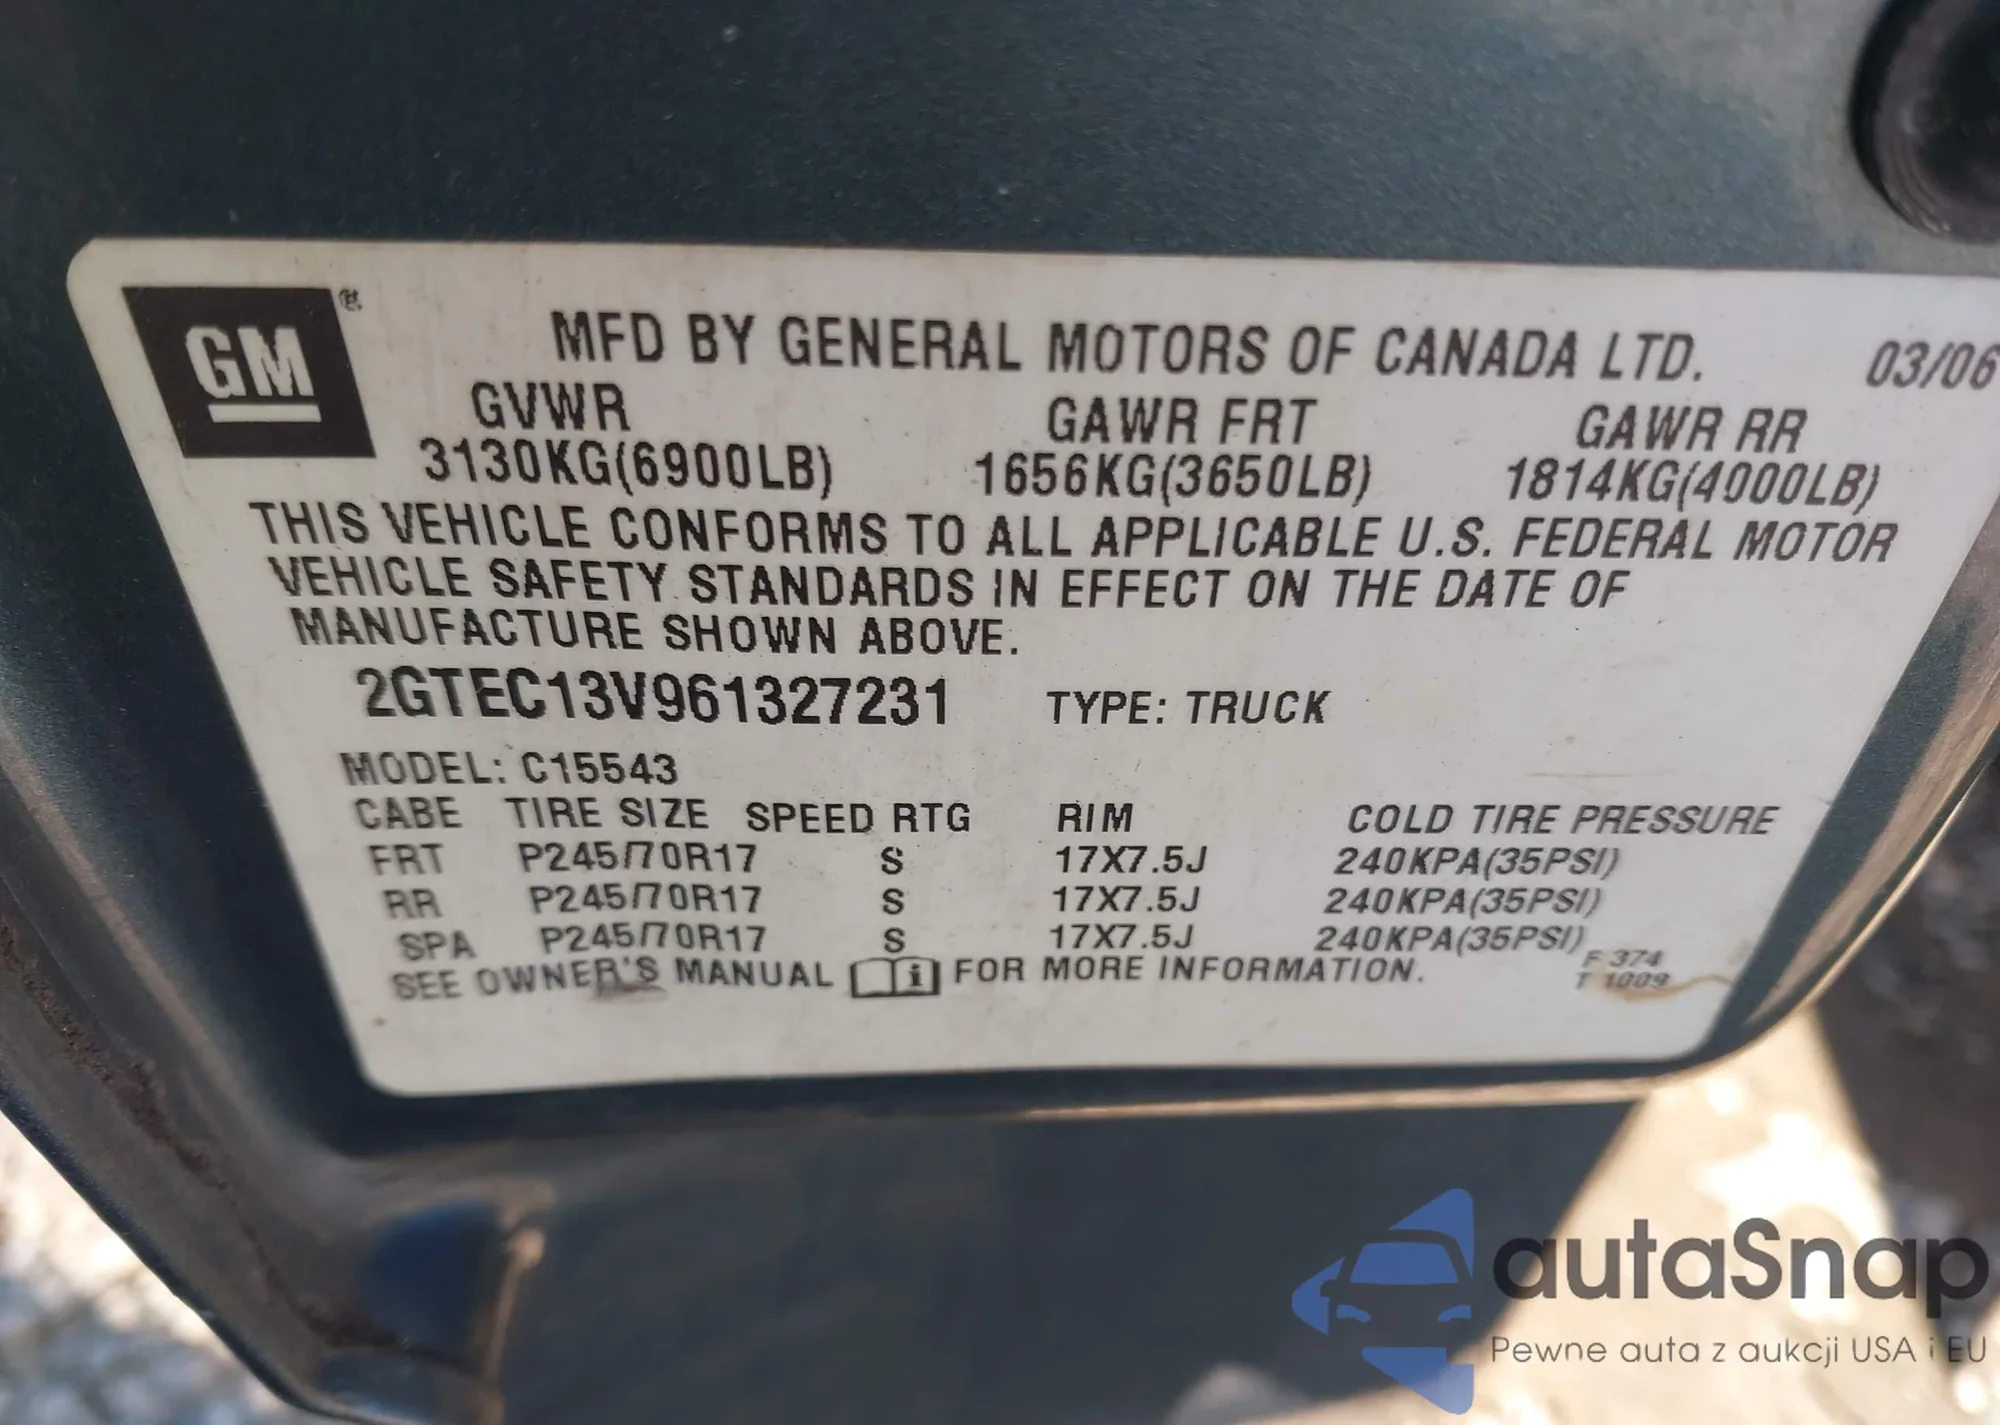 GM ®
MFD BY GENERAL MOTORS OF CANADA LTD. 03/06
GVWR GAWR FRT GAWR RR
3130KG(6900LB) 1656KG(3650LB) 1814KG(4000LB)
THIS VEHICLE CONFORMS TO ALL APPLICABLE U.S. FEDERAL MOTOR
VEHICLE SAFETY STANDARDS IN EFFECT ON THE DATE OF
MANUFACTURE SHOWN ABOVE.
2GTEC13V961327231 TYPE: TRUCK
MODEL: C15543
CABE TIRE SIZE SPEED RTG RIM COLD TIRE PRESSURE
FRT P245/70R17 S 17X7.5J 240KPA(35PSI)
RR P245/70R17 S 17X7.5J 240KPA(35PSI)
SPA P245/70R17 S 17X7.5J 240KPA(35PSI)
SEE OWNER'S MANUAL i FOR MORE INFORMATION.
F 374
T 1009
autaSnap
Pewne auta z aukcji USA i EU